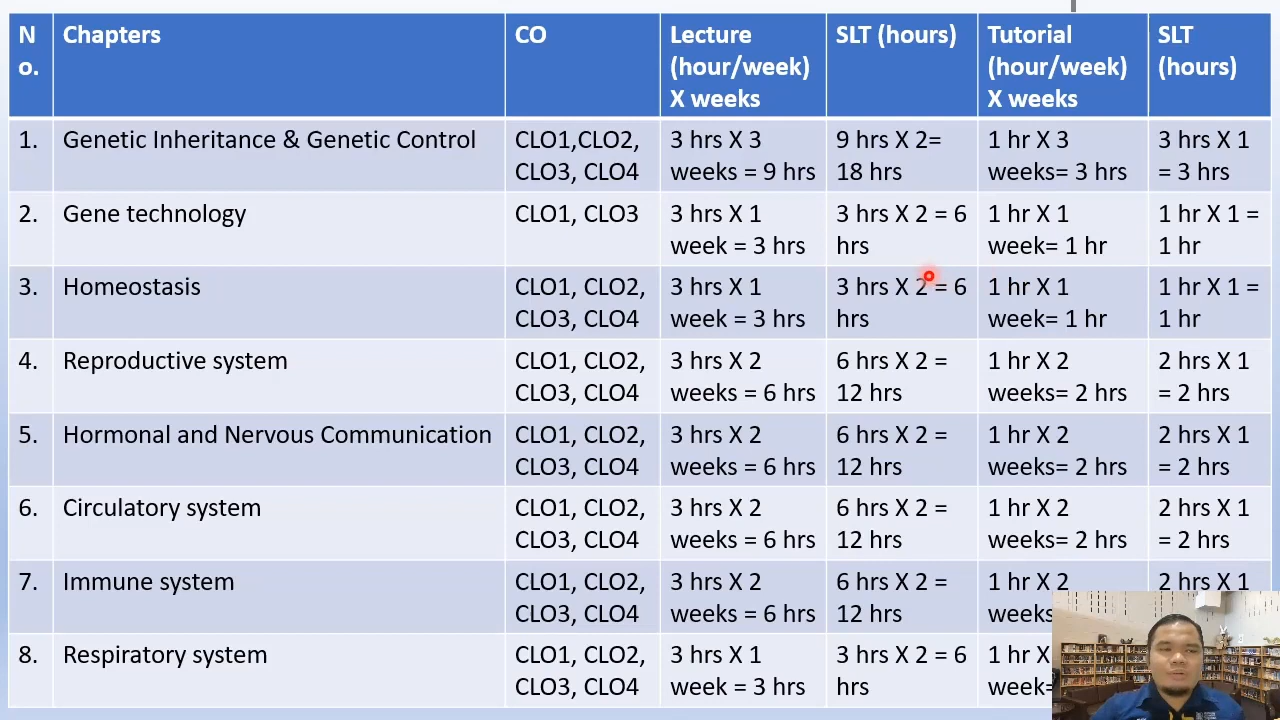 N
o.
Chapters
CO
Lecture
(hour/week)
X weeks
SLT (hours)
Tutorial
(hour/week)
X weeks
SLT
(hours)
1.
Genetic Inheritance & Genetic Control
CLO1,CLO2,
CLO3, CLO4
3 hrs X 3
weeks = 9 hrs
9 hrs X 2=
18 hrs
1 hr X 3
weeks= 3 hrs
3 hrs X 1
= 3 hrs
2.
Gene technology
CLO1, CLO3
3 hrs X 1
week = 3 hrs
3 hrs X 2 = 6
hrs
1 hr X 1
week= 1 hr
1 hr X 1 =
1 hr
3.
Homeostasis
CLO1, CLO2,
CLO3, CLO4
3 hrs X 1
week = 3 hrs
3 hrs X 2 = 6
hrs
1 hr X 1
week= 1 hr
1 hr X 1 =
1 hr
4.
Reproductive system
CLO1, CLO2,
CLO3, CLO4
3 hrs X 2
weeks = 6 hrs
6 hrs X 2 =
12 hrs
1 hr X 2
weeks= 2 hrs
2 hrs X 1
= 2 hrs
5.
Hormonal and Nervous Communication
CLO1, CLO2,
CLO3, CLO4
3 hrs X 2
weeks = 6 hrs
6 hrs X 2 =
12 hrs
1 hr X 2
weeks= 2 hrs
2 hrs X 1
= 2 hrs
6.
Circulatory system
CLO1, CLO2,
CLO3, CLO4
3 hrs X 2
weeks = 6 hrs
6 hrs X 2 =
12 hrs
1 hr X 2
weeks= 2 hrs
2 hrs X 1
= 2 hrs
7.
Immune system
CLO1, CLO2,
CLO3, CLO4
3 hrs X 2
weeks = 6 hrs
6 hrs X 2 =
12 hrs
1 hr X 2
weeks
2 hrs X 1
8.
Respiratory system
CLO1, CLO2,
CLO3, CLO4
3 hrs X 1
week = 3 hrs
3 hrs X 2 = 6
hrs
1 hr X
week=